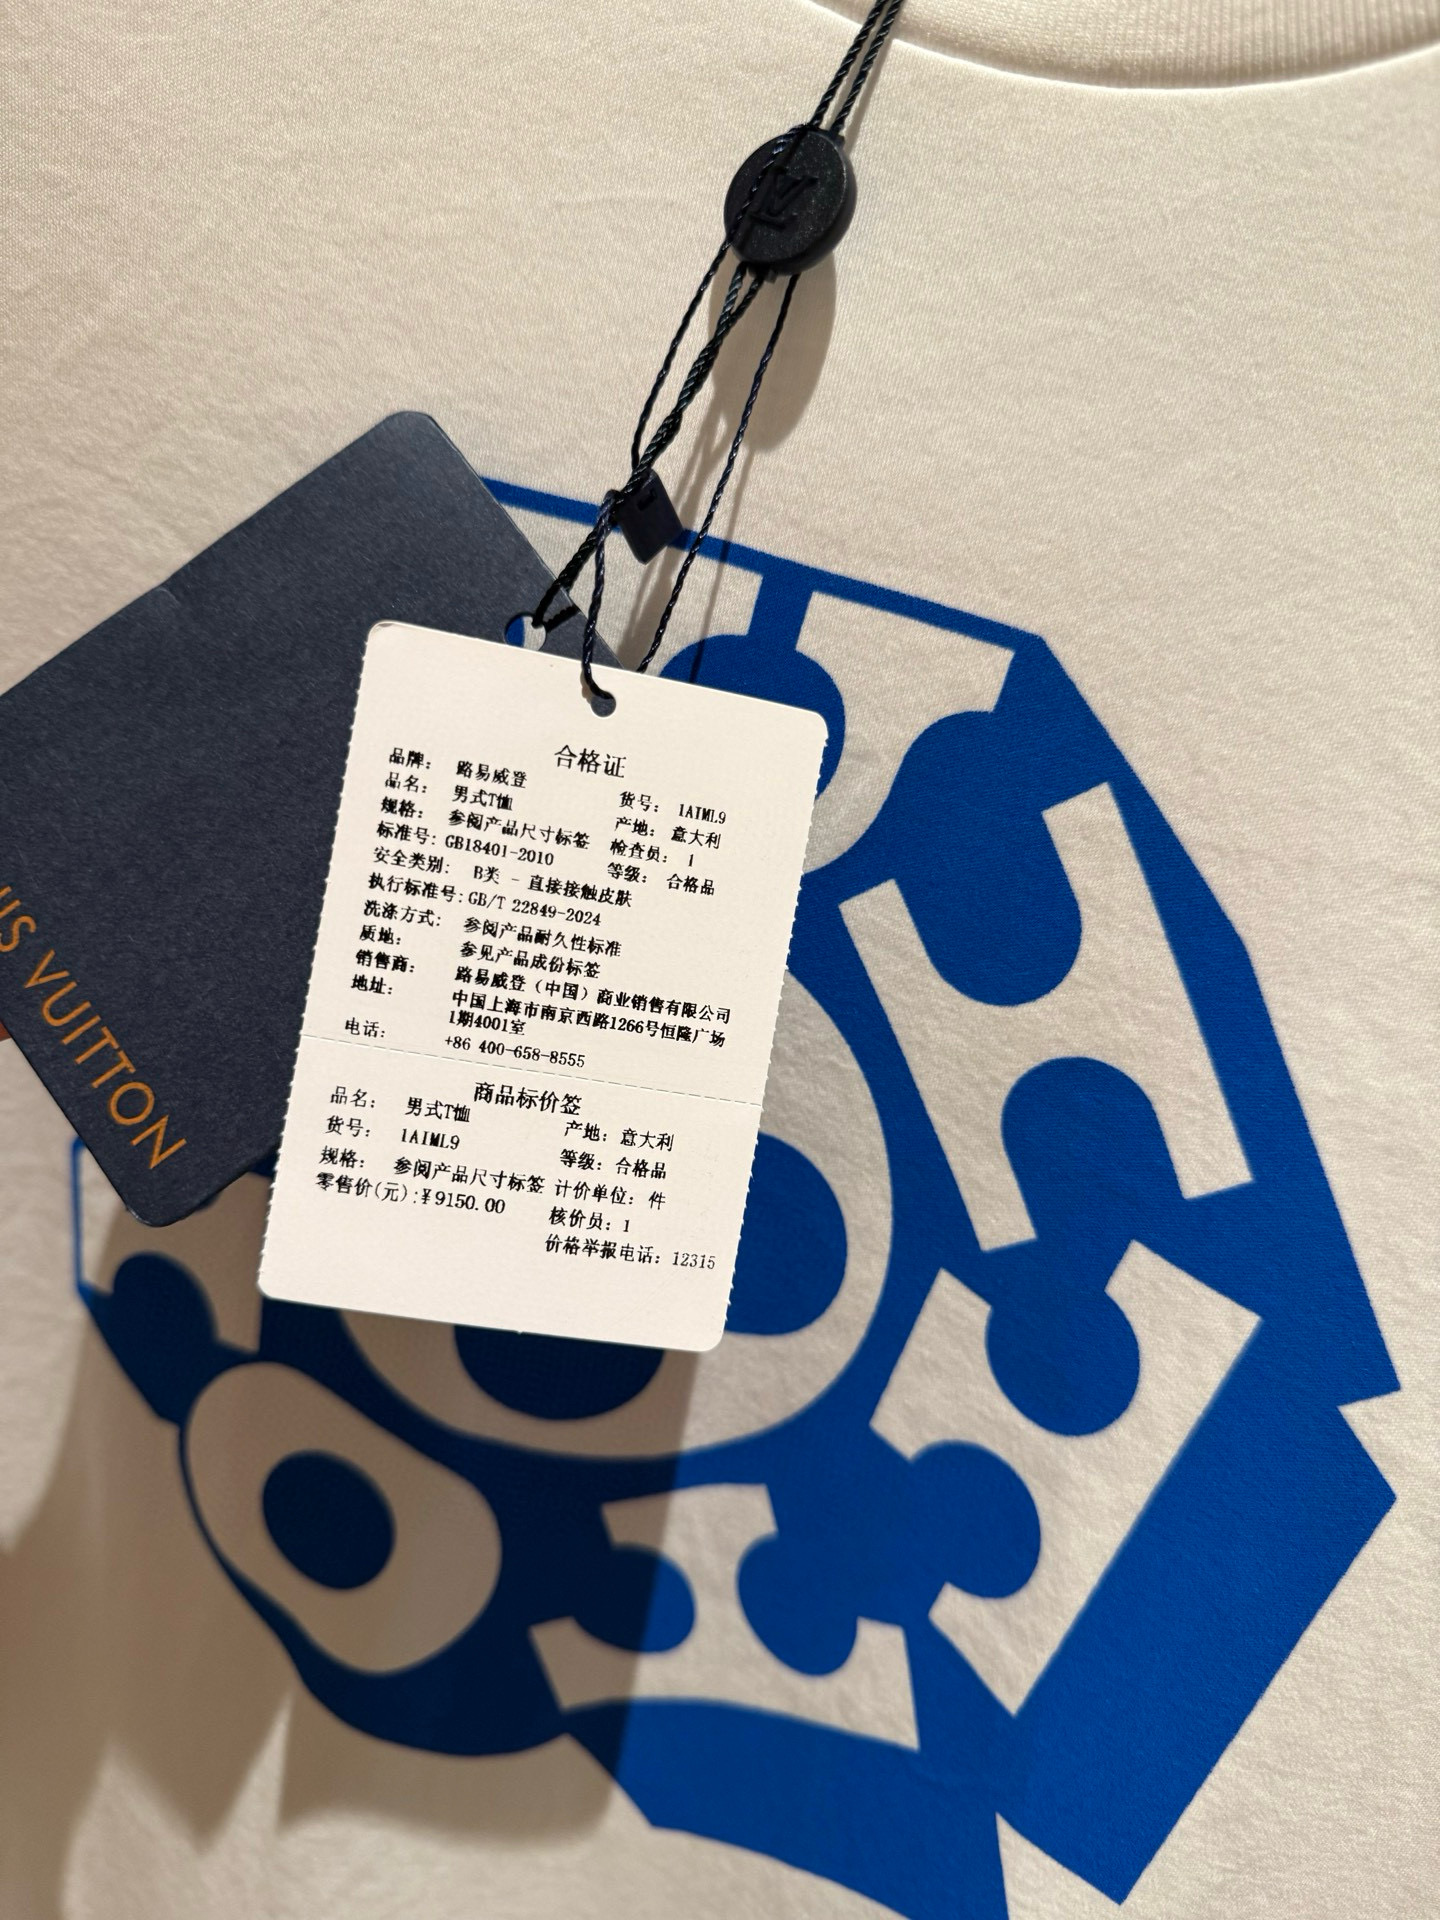 LV
US VUITTON
合格证
品牌： 路易威登
品名： 男式T恤 货号： 1AIML9
规格： 参阅产品尺寸标签 产地： 意大利
标准号: GB18401-2010 检查员： 1
安全类别: B类 - 直接接触皮肤 等级： 合格品
执行标准号: GB/T 22849-2024
洗涤方式: 参阅产品耐久性标准
质地: 参见产品成份标签
销售商: 路易威登（中国）商业销售有限公司
地址: 中国上海市南京西路1266号恒隆广场
1期4001室
电话: +86 400-658-8555
商品标价签
品名： 男式T恤 产地：意大利
货号： 1AIML9 等级：合格品
规格： 参阅产品尺寸标签 计价单位： 件
零售价(元):¥9150.00 核价员：1
价格举报电话：12315